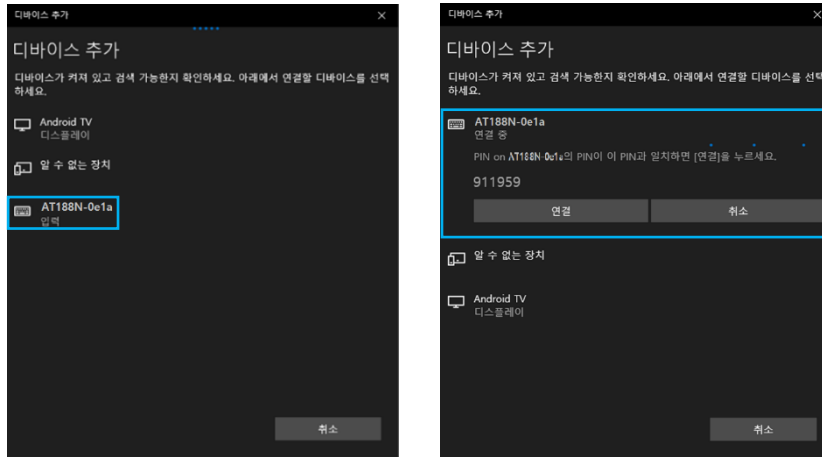 디바이스 추가
디바이스 추가
디바이스가 켜져 있고 검색 가능한지 확인하세요. 아래에서 연결할 디바이스를 선택
하세요.
Android TV
디스플레이
알 수 없는 장치
AT188N-0e1a
입력
취소
디바이스 추가
디바이스 추가
디바이스가 켜져 있고 검색 가능한지 확인하세요. 아래에서 연결할 디바이스를 선택
하세요.
AT188N-0e1a
연결 중
PIN on AT188N-0e1a의 PIN이 이 PIN과 일치하면 [연결]을 누르세요.
911959
연결
취소
알 수 없는 장치
Android TV
디스플레이
취소